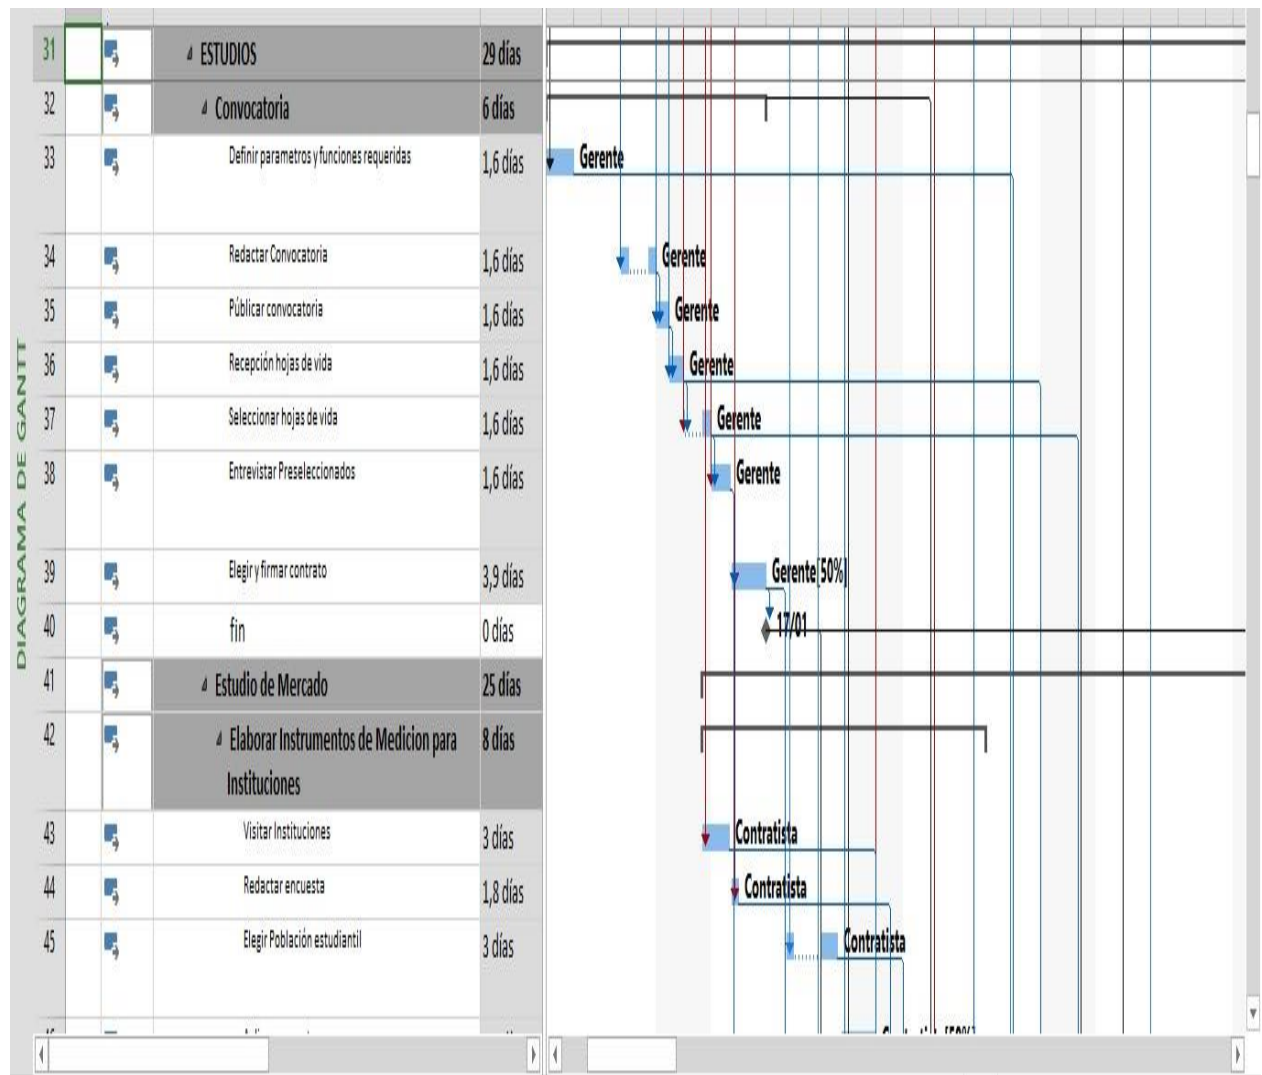 DIAGRAMA DE GANTT
31 ESTUDIOS 29 días
32 Convocatoria 6 días
33 Definir parametros y funciones requeridas 1,6 días Gerente
34 Redactar Convocatoria 1,6 días Gerente
35 Públicar convocatoria 1,6 días Gerente
36 Recepción hojas de vida 1,6 días Gerente
37 Seleccionar hojas de vida 1,6 días Gerente
38 Entrevistar Preseleccionados 1,6 días Gerente
39 Elegir y firmar contrato 3,9 días Gerente[50%]
40 fin 0 días 17/01
41 Estudio de Mercado 25 días
42 Elaborar Instrumentos de Medicion para 8 días
Instituciones
43 Visitar Instituciones 3 días Contratista
44 Redactar encuesta 1,8 días Contratista
45 Elegir Población estudiantil 3 días Contratista